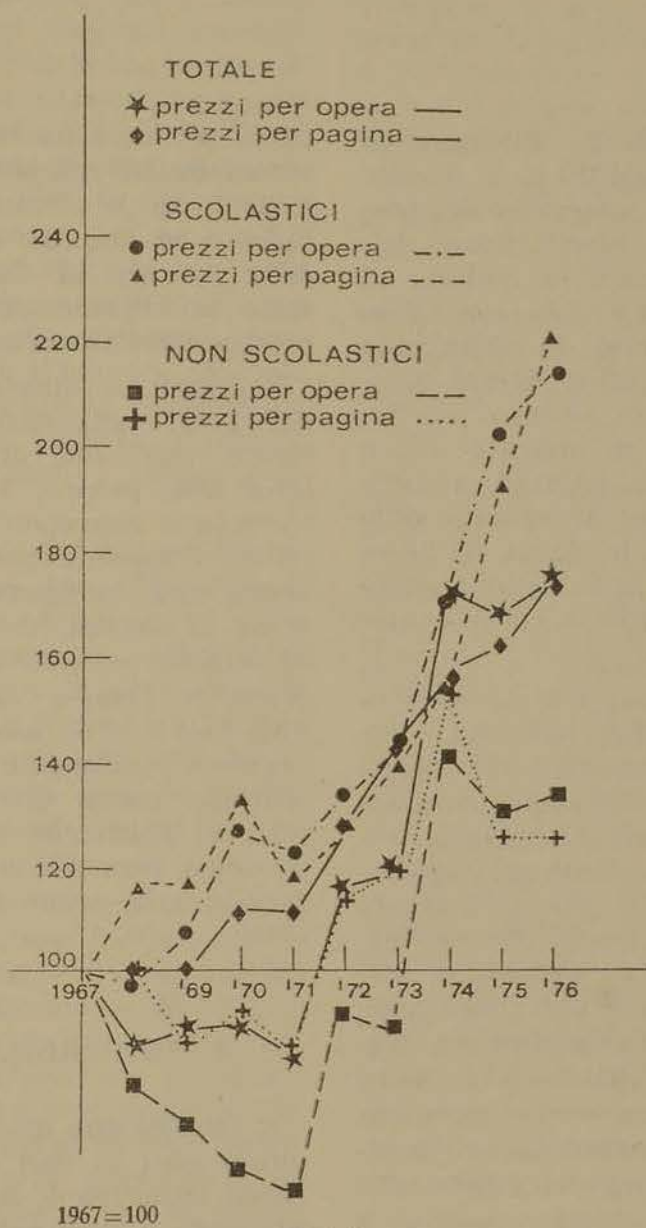 TOTALE
prezzi per opera
prezzi per pagina
SCOLASTICI
prezzi per opera
prezzi per pagina
NON SCOLASTICI
prezzi per opera
prezzi per pagina
240
220
200
180
160
140
120
100
1967 '69 '70 '71 '72 '73 '74 '75 '76
1967=100